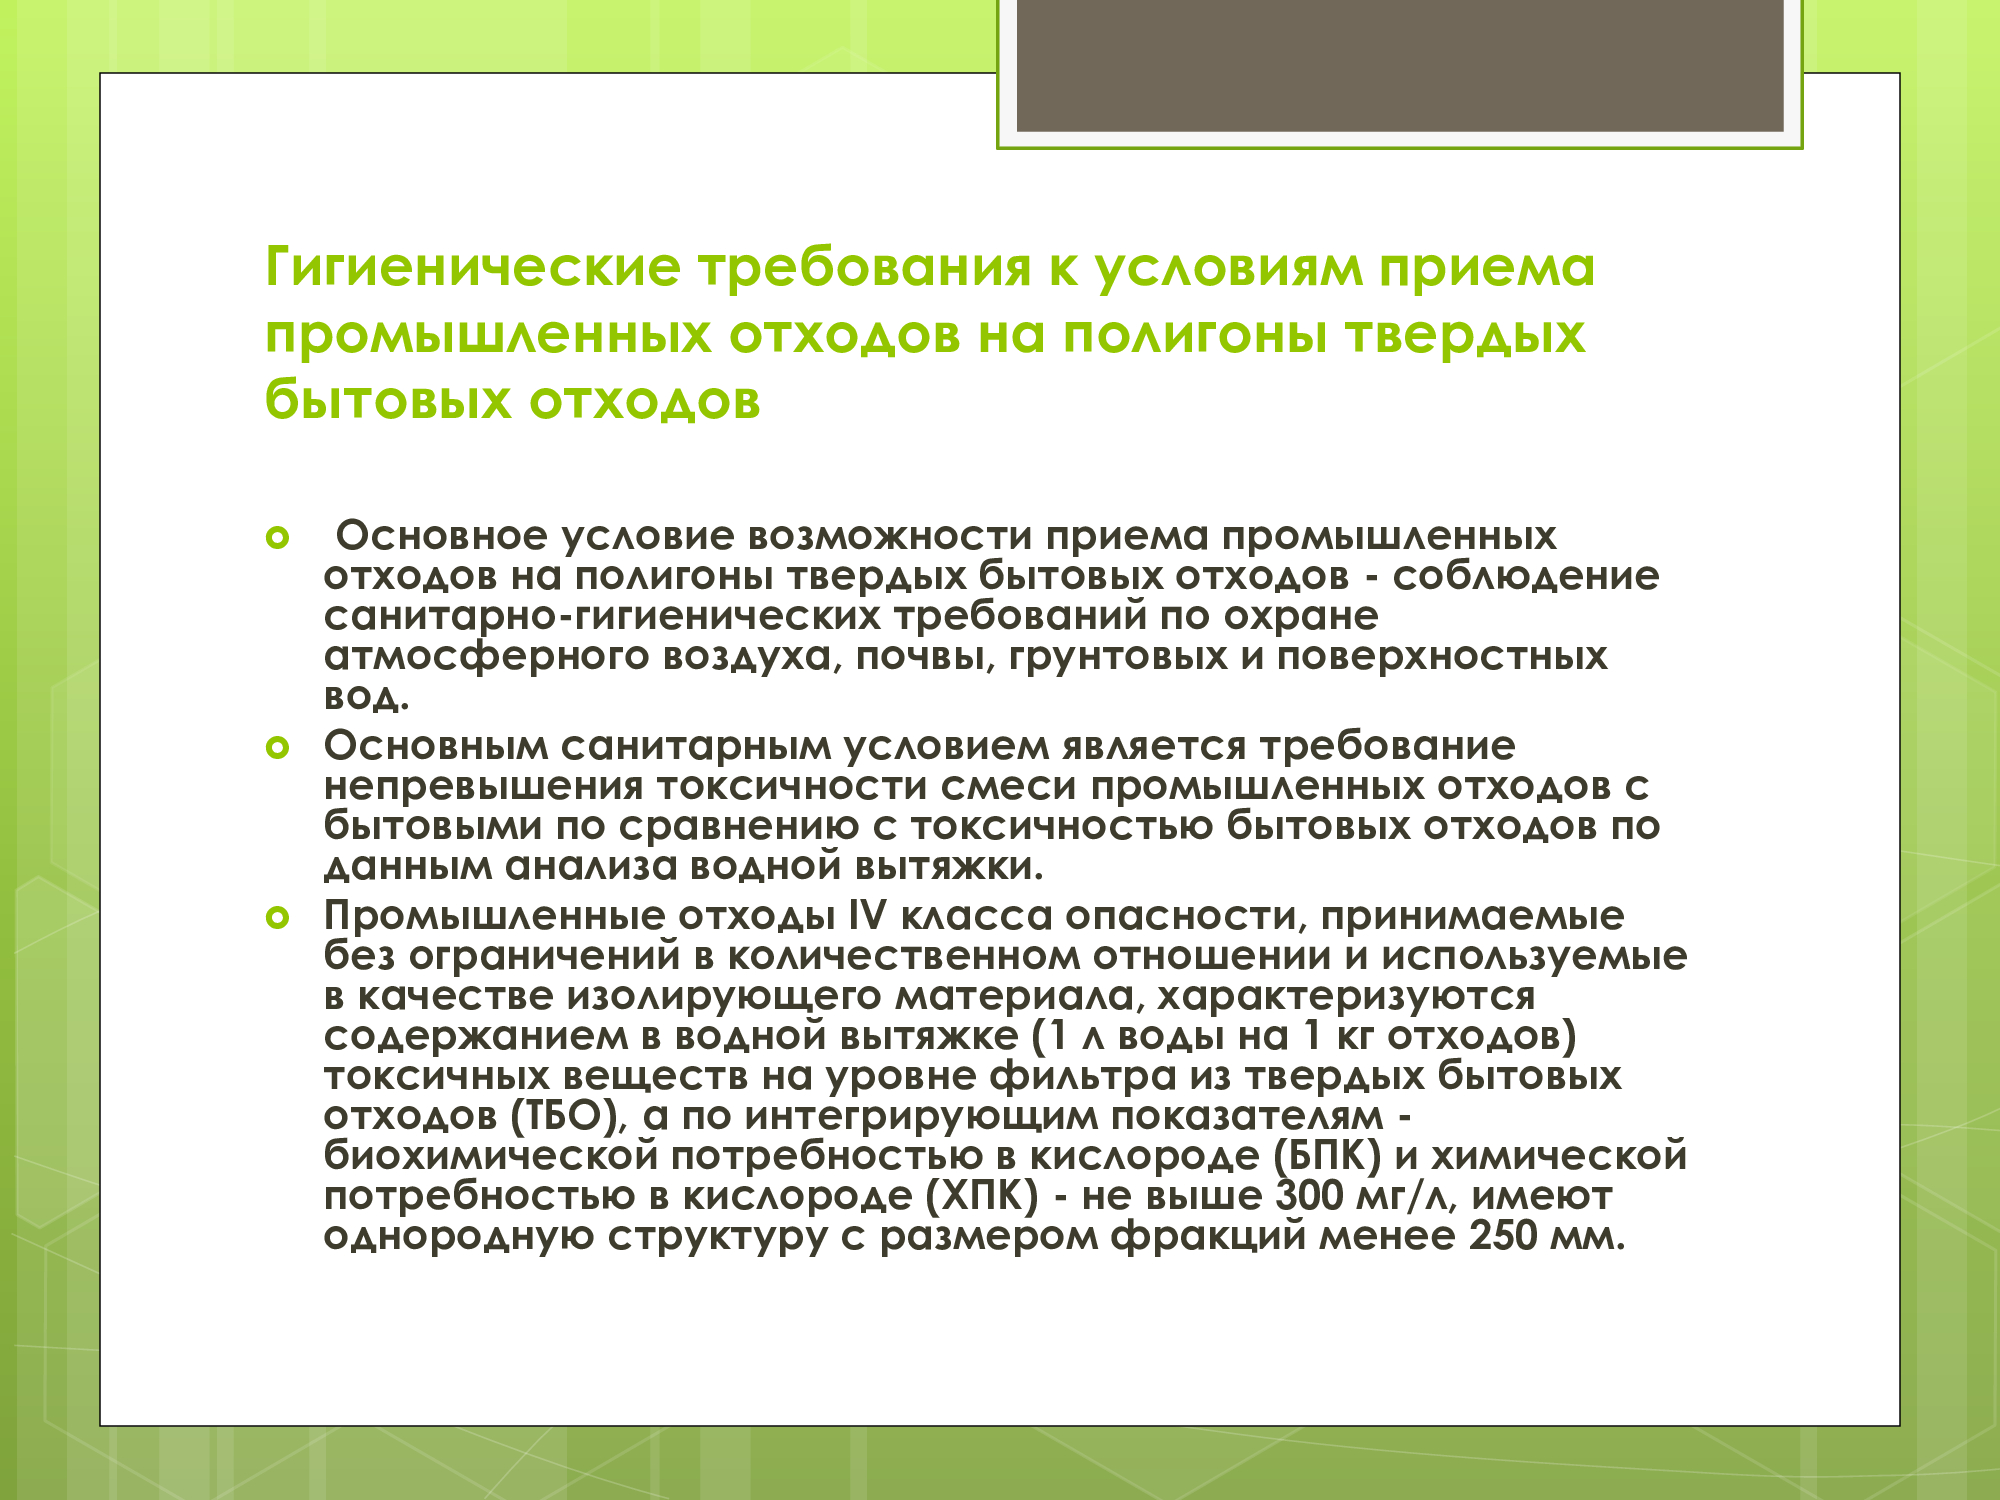 Гигиенические требования к условиям приема
промышленных отходов на полигоны твердых
бытовых отходов
Основное условие возможности приема промышленных
отходов на полигоны твердых бытовых отходов - соблюдение
санитарно-гигиенических требований по охране
атмосферного воздуха, почвы, грунтовых и поверхностных
вод.
Основным санитарным условием является требование
непревышения токсичности смеси промышленных отходов с
бытовыми по сравнению с токсичностью бытовых отходов по
данным анализа водной вытяжки.
Промышленные отходы IV класса опасности, принимаемые
без ограничений в количественном отношении и используемые
в качестве изолирующего материала, характеризуются
содержанием в водной вытяжке (1 л воды на 1 кг отходов)
токсичных веществ на уровне фильтра из твердых бытовых
отходов (ТБО), а по интегрирующим показателям -
биохимической потребностью в кислороде (БПК) и химической
потребностью в кислороде (ХПК) - не выше 300 мг/л, имеют
однородную структуру с размером фракций менее 250 мм.